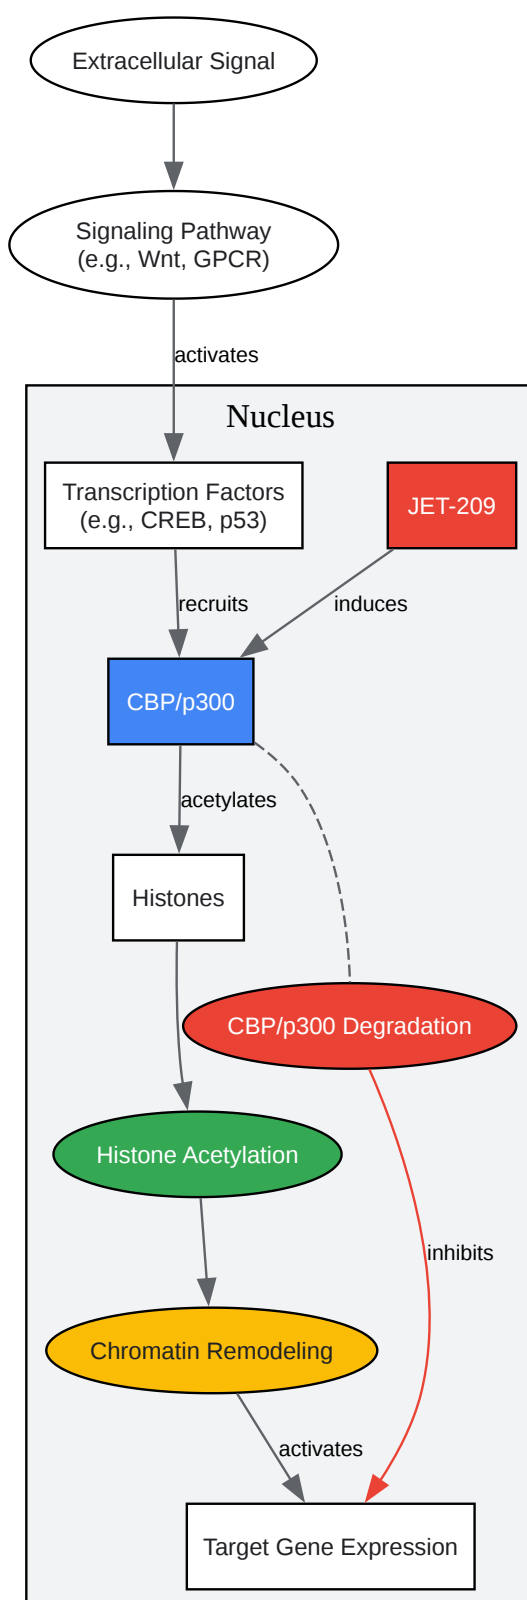 Extracellular Signal
Signaling Pathway
(e.g., Wnt, GPCR)
activates
Nucleus
Transcription Factors
(e.g., CREB, p53)
JET-209
recruits
induces
CBP/p300
acetylates
Histones
CBP/p300 Degradation
Histone Acetylation
inhibits
Chromatin Remodeling
activates
Target Gene Expression